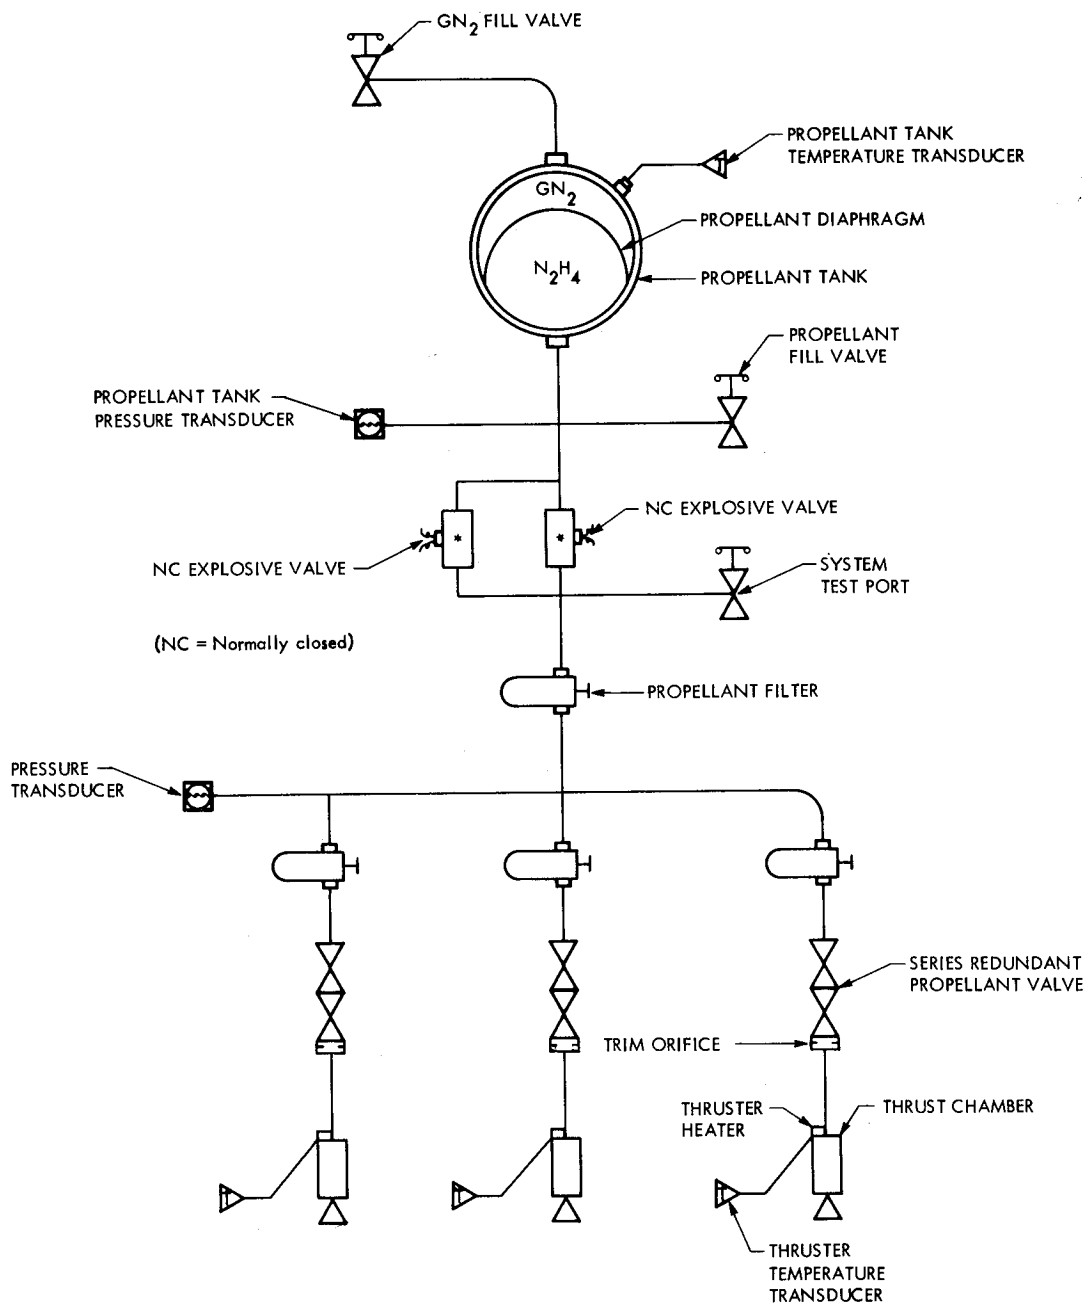 GN2 FILL VALVE
PROPELLANT TANK
TEMPERATURE TRANSDUCER
GN2
PROPELLANT DIAPHRAGM
N2H4
PROPELLANT TANK
PROPELLANT
FILL VALVE
PROPELLANT TANK
PRESSURE TRANSDUCER
NC EXPLOSIVE VALVE
*
*
NC EXPLOSIVE VALVE
SYSTEM
TEST PORT
(NC = Normally closed)
PROPELLANT FILTER
PRESSURE
TRANSDUCER
SERIES REDUNDANT
PROPELLANT VALVE
TRIM ORIFICE
THRUSTER
HEATER
THRUST CHAMBER
THRUSTER
TEMPERATURE
TRANSDUCER